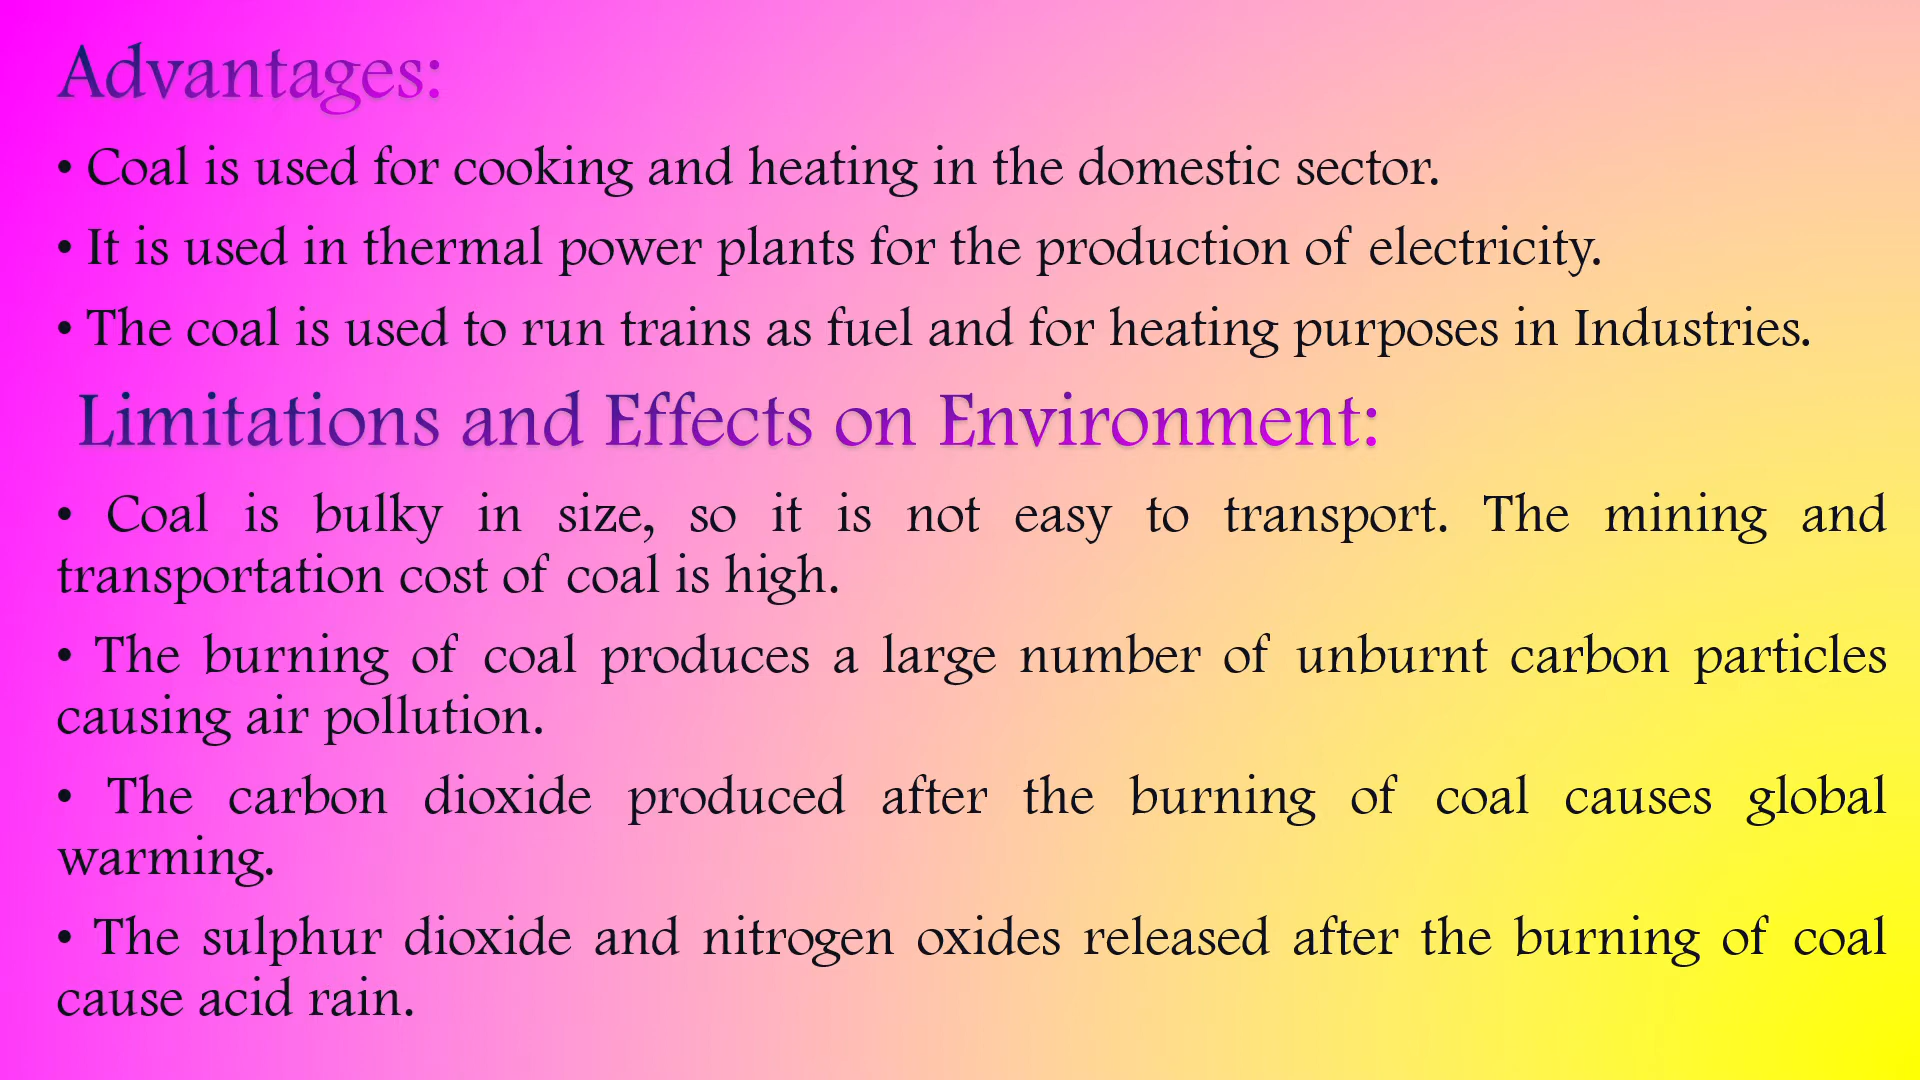 Advantages:
• Coal is used for cooking and heating in the domestic sector.
• It is used in thermal power plants for the production of electricity.
• The coal is used to run trains as fuel and for heating purposes in Industries.
Limitations and Effects on Environment:
• Coal is bulky in size, so it is not easy to transport. The mining and
transportation cost of coal is high.
• The burning of coal produces a large number of unburnt carbon particles
causing air pollution.
• The carbon dioxide produced after the burning of coal causes global
warming.
• The sulphur dioxide and nitrogen oxides released after the burning of coal
cause acid rain.